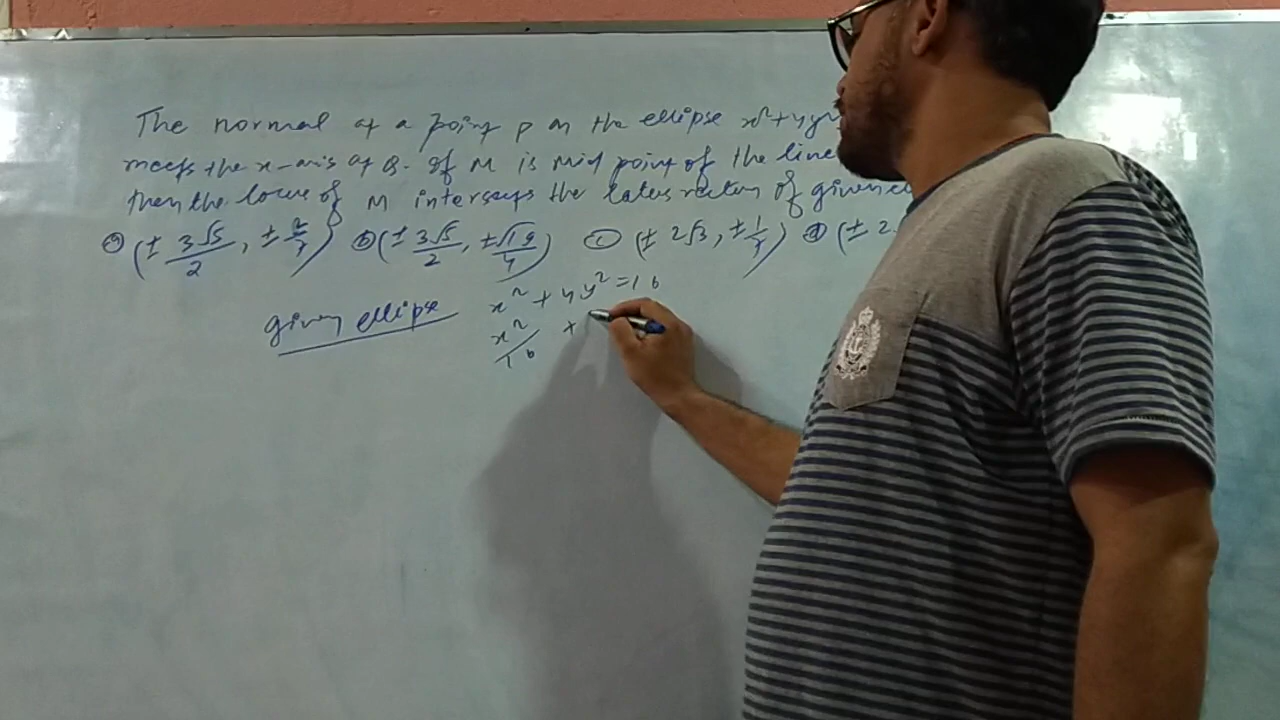 The normal at a point P on the ellipse x²+4y²
meets the x-axis at Q. If M is mid point of the line
then the locus of M intersects the latus rectum of given
(a) (± 3√5/2, ± 2/7) (b) (± 3√5/2, ± √19/4) (c) (± 2√3, ± 1/7) (d) (± 2
given ellipse x² + 4y² = 16
x²/16 +